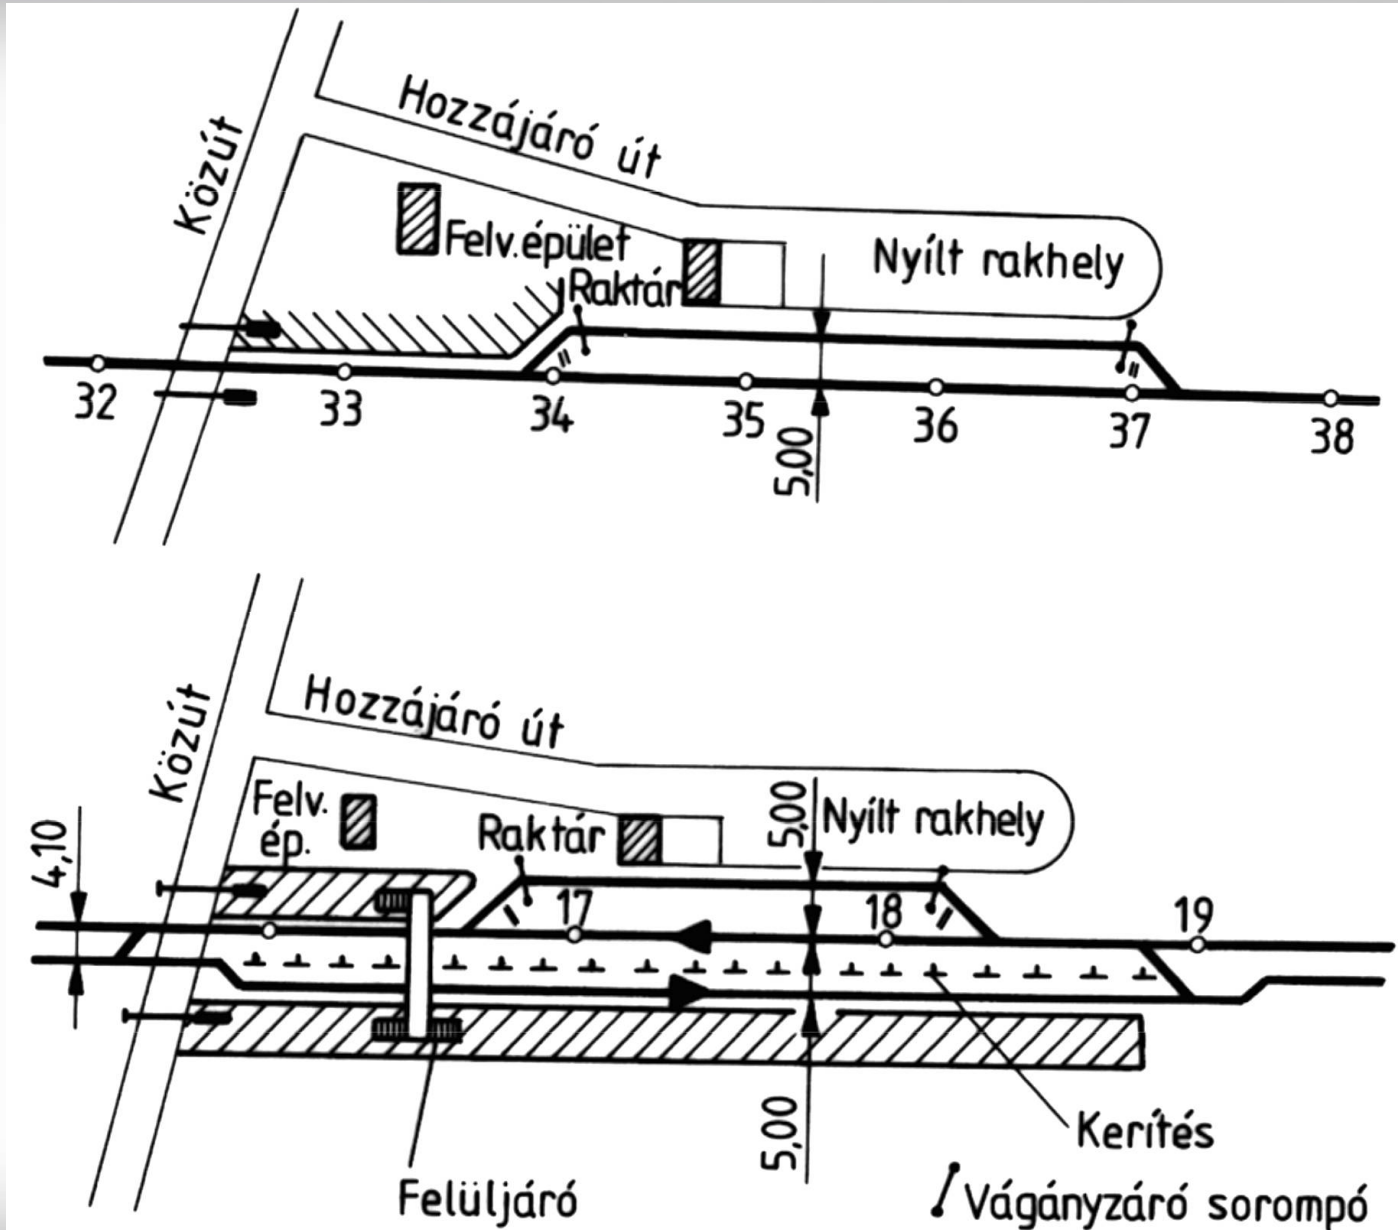 Hozzájáró út
Közút
Felv.épület
Nyílt rakhely
Raktár
32
33
34
35
36
37
38
5,00
Hozzájáró út
Közút
Felv.
ép.
Raktár
5,00
Nyílt rakhely
4,10
17
18
19
5,00
Kerítés
Felüljáró
Vágányzáró sorompó